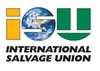 isu
INTERNATIONAL
SALVAGE UNION